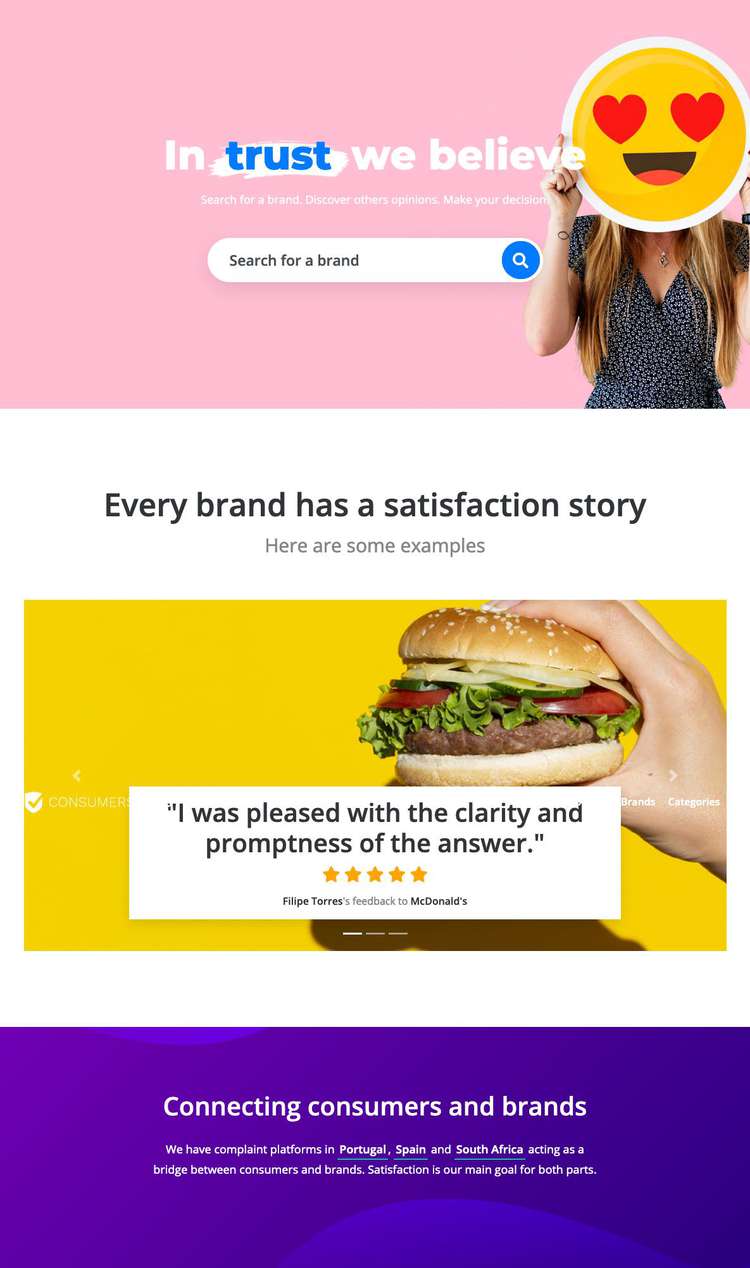 In trust we believe
Search for a brand. Discover others opinions. Make your decision.
Search for a brand
Every brand has a satisfaction story
Here are some examples
CONSUMERS
Brands Categories
"I was pleased with the clarity and
promptness of the answer."
Filipe Torres's feedback to McDonald's
Connecting consumers and brands
We have complaint platforms in Portugal, Spain and South Africa acting as a
bridge between consumers and brands. Satisfaction is our main goal for both parts.